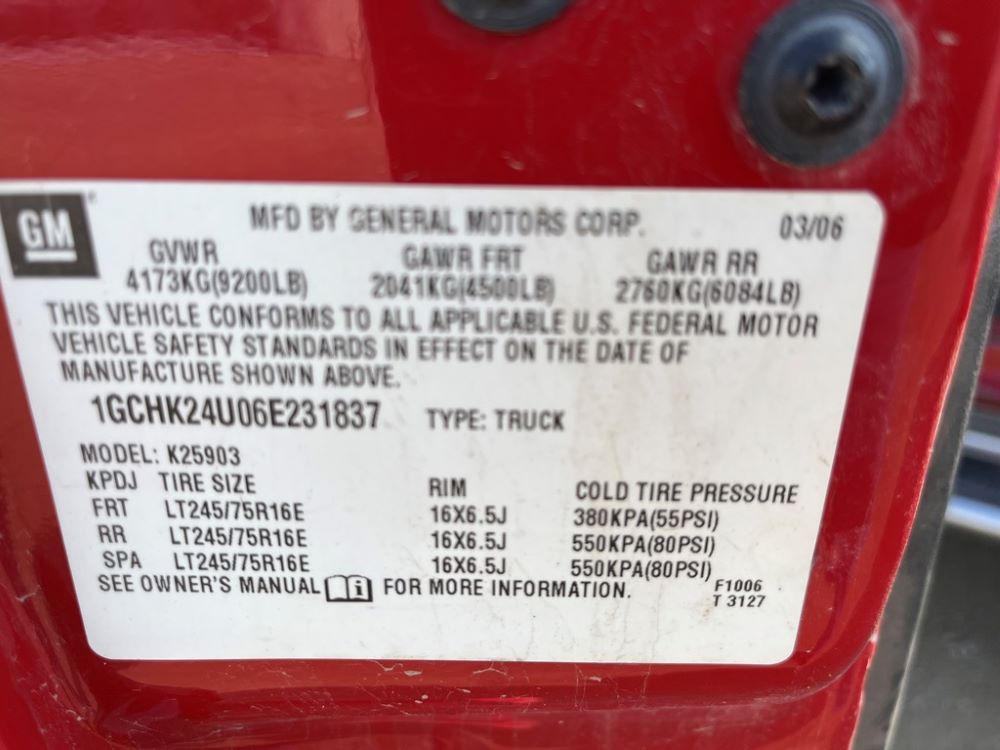 GM
MFD BY GENERAL MOTORS CORP. 03/06
GVWR GAWR FRT GAWR RR
4173KG(9200LB) 2041KG(4500LB) 2760KG(6084LB)
THIS VEHICLE CONFORMS TO ALL APPLICABLE U.S. FEDERAL MOTOR
VEHICLE SAFETY STANDARDS IN EFFECT ON THE DATE OF
MANUFACTURE SHOWN ABOVE.
1GCHK24U06E231837 TYPE: TRUCK
MODEL: K25903
KPDJ TIRE SIZE RIM COLD TIRE PRESSURE
FRT LT245/75R16E 16X6.5J 380KPA(55PSI)
RR LT245/75R16E 16X6.5J 550KPA(80PSI)
SPA LT245/75R16E 16X6.5J 550KPA(80PSI)
SEE OWNER'S MANUAL FOR MORE INFORMATION. F1006
T 3127